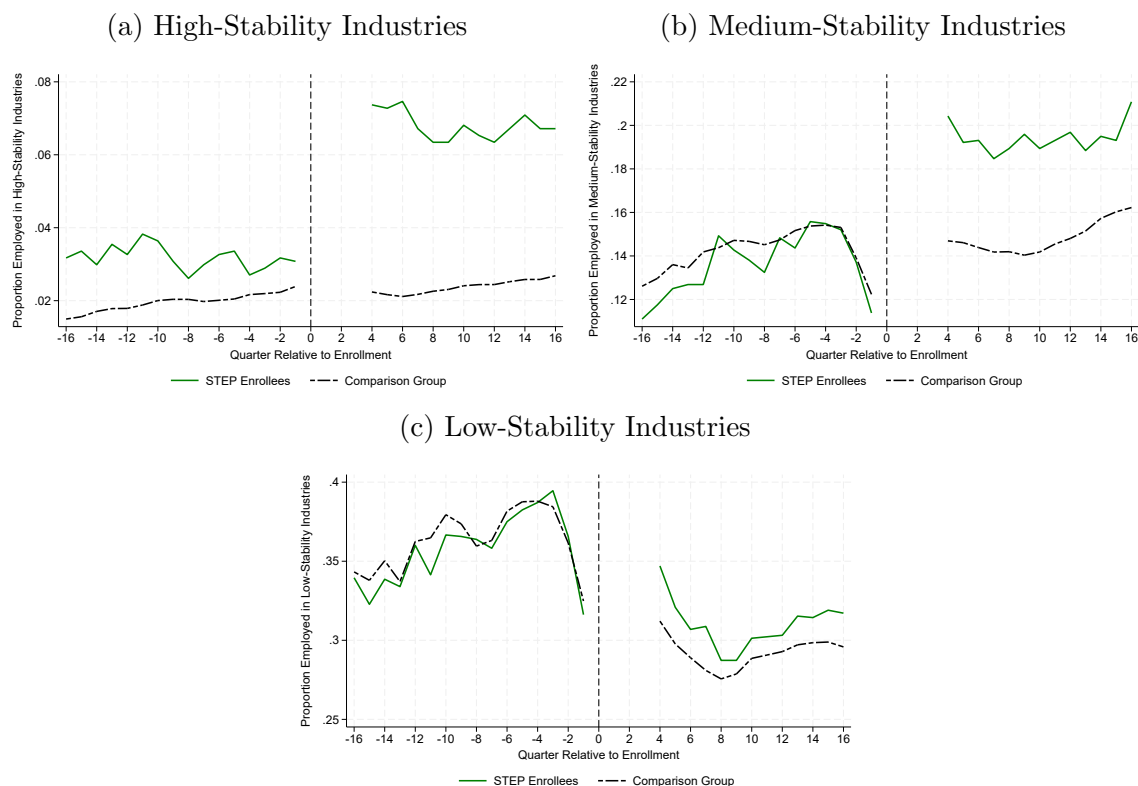 (a) High-Stability Industries
Proportion Employed in High-Stability Industries
.08
.06
.04
.02
-16 -14 -12 -10 -8 -6 -4 -2 0 2 4 6 8 10 12 14 16
Quarter Relative to Enrollment
STEP Enrollees Comparison Group
(b) Medium-Stability Industries
Proportion Employed in Medium-Stability Industries
.22
.2
.18
.16
.14
.12
-16 -14 -12 -10 -8 -6 -4 -2 0 2 4 6 8 10 12 14 16
Quarter Relative to Enrollment
STEP Enrollees Comparison Group
(c) Low-Stability Industries
Proportion Employed in Low-Stability Industries
.4
.35
.3
.25
-16 -14 -12 -10 -8 -6 -4 -2 0 2 4 6 8 10 12 14 16
Quarter Relative to Enrollment
STEP Enrollees Comparison Group